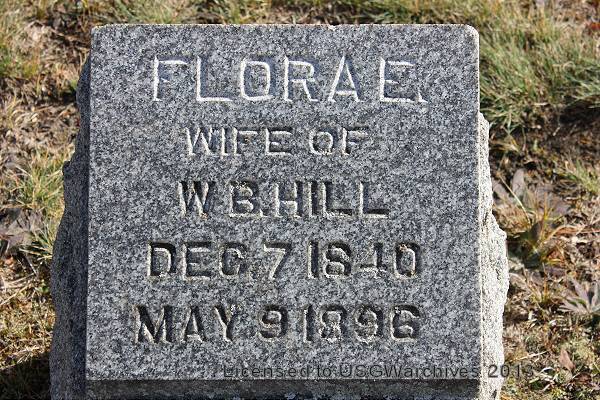 FLORA E.
WIFE OF
W. B. HILL
DEC. 7 1840
MAY 9 1896
Licensed to USGWarchives 2013